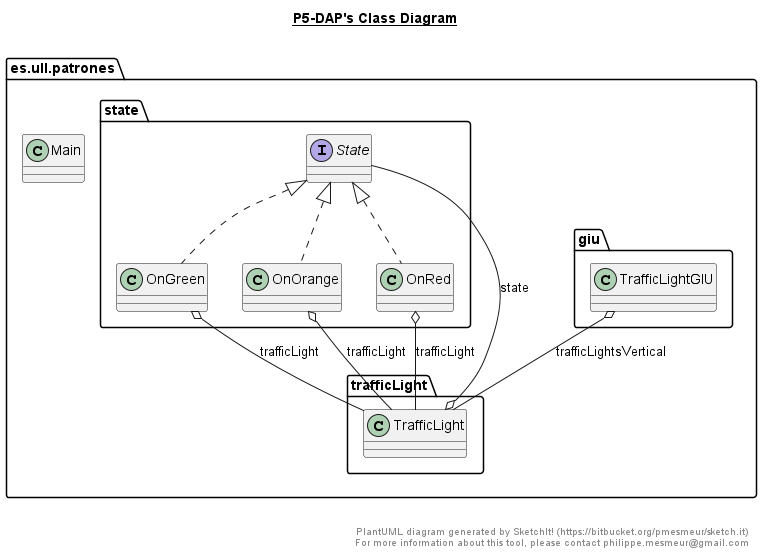 P5-DAP's Class Diagram
es.ull.patrones
state
C Main
I State
giu
C OnGreen
C OnOrange
C OnRed
C TrafficLightGIU
state
trafficLight
trafficLight
trafficLight
trafficLightsVertical
trafficLight
C TrafficLight
PlantUML diagram generated by SketchIt! (https://bitbucket.org/pmesmeur/sketch.it)
For more information about this tool, please contact philippe.mesmeur@gmail.com